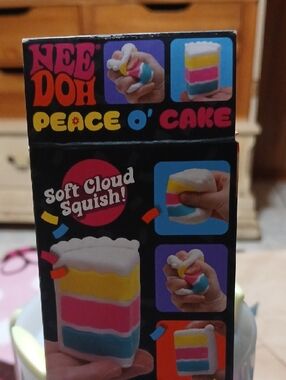 NEE
DOH
PEACE O' CAKE
Soft Cloud
Squish!